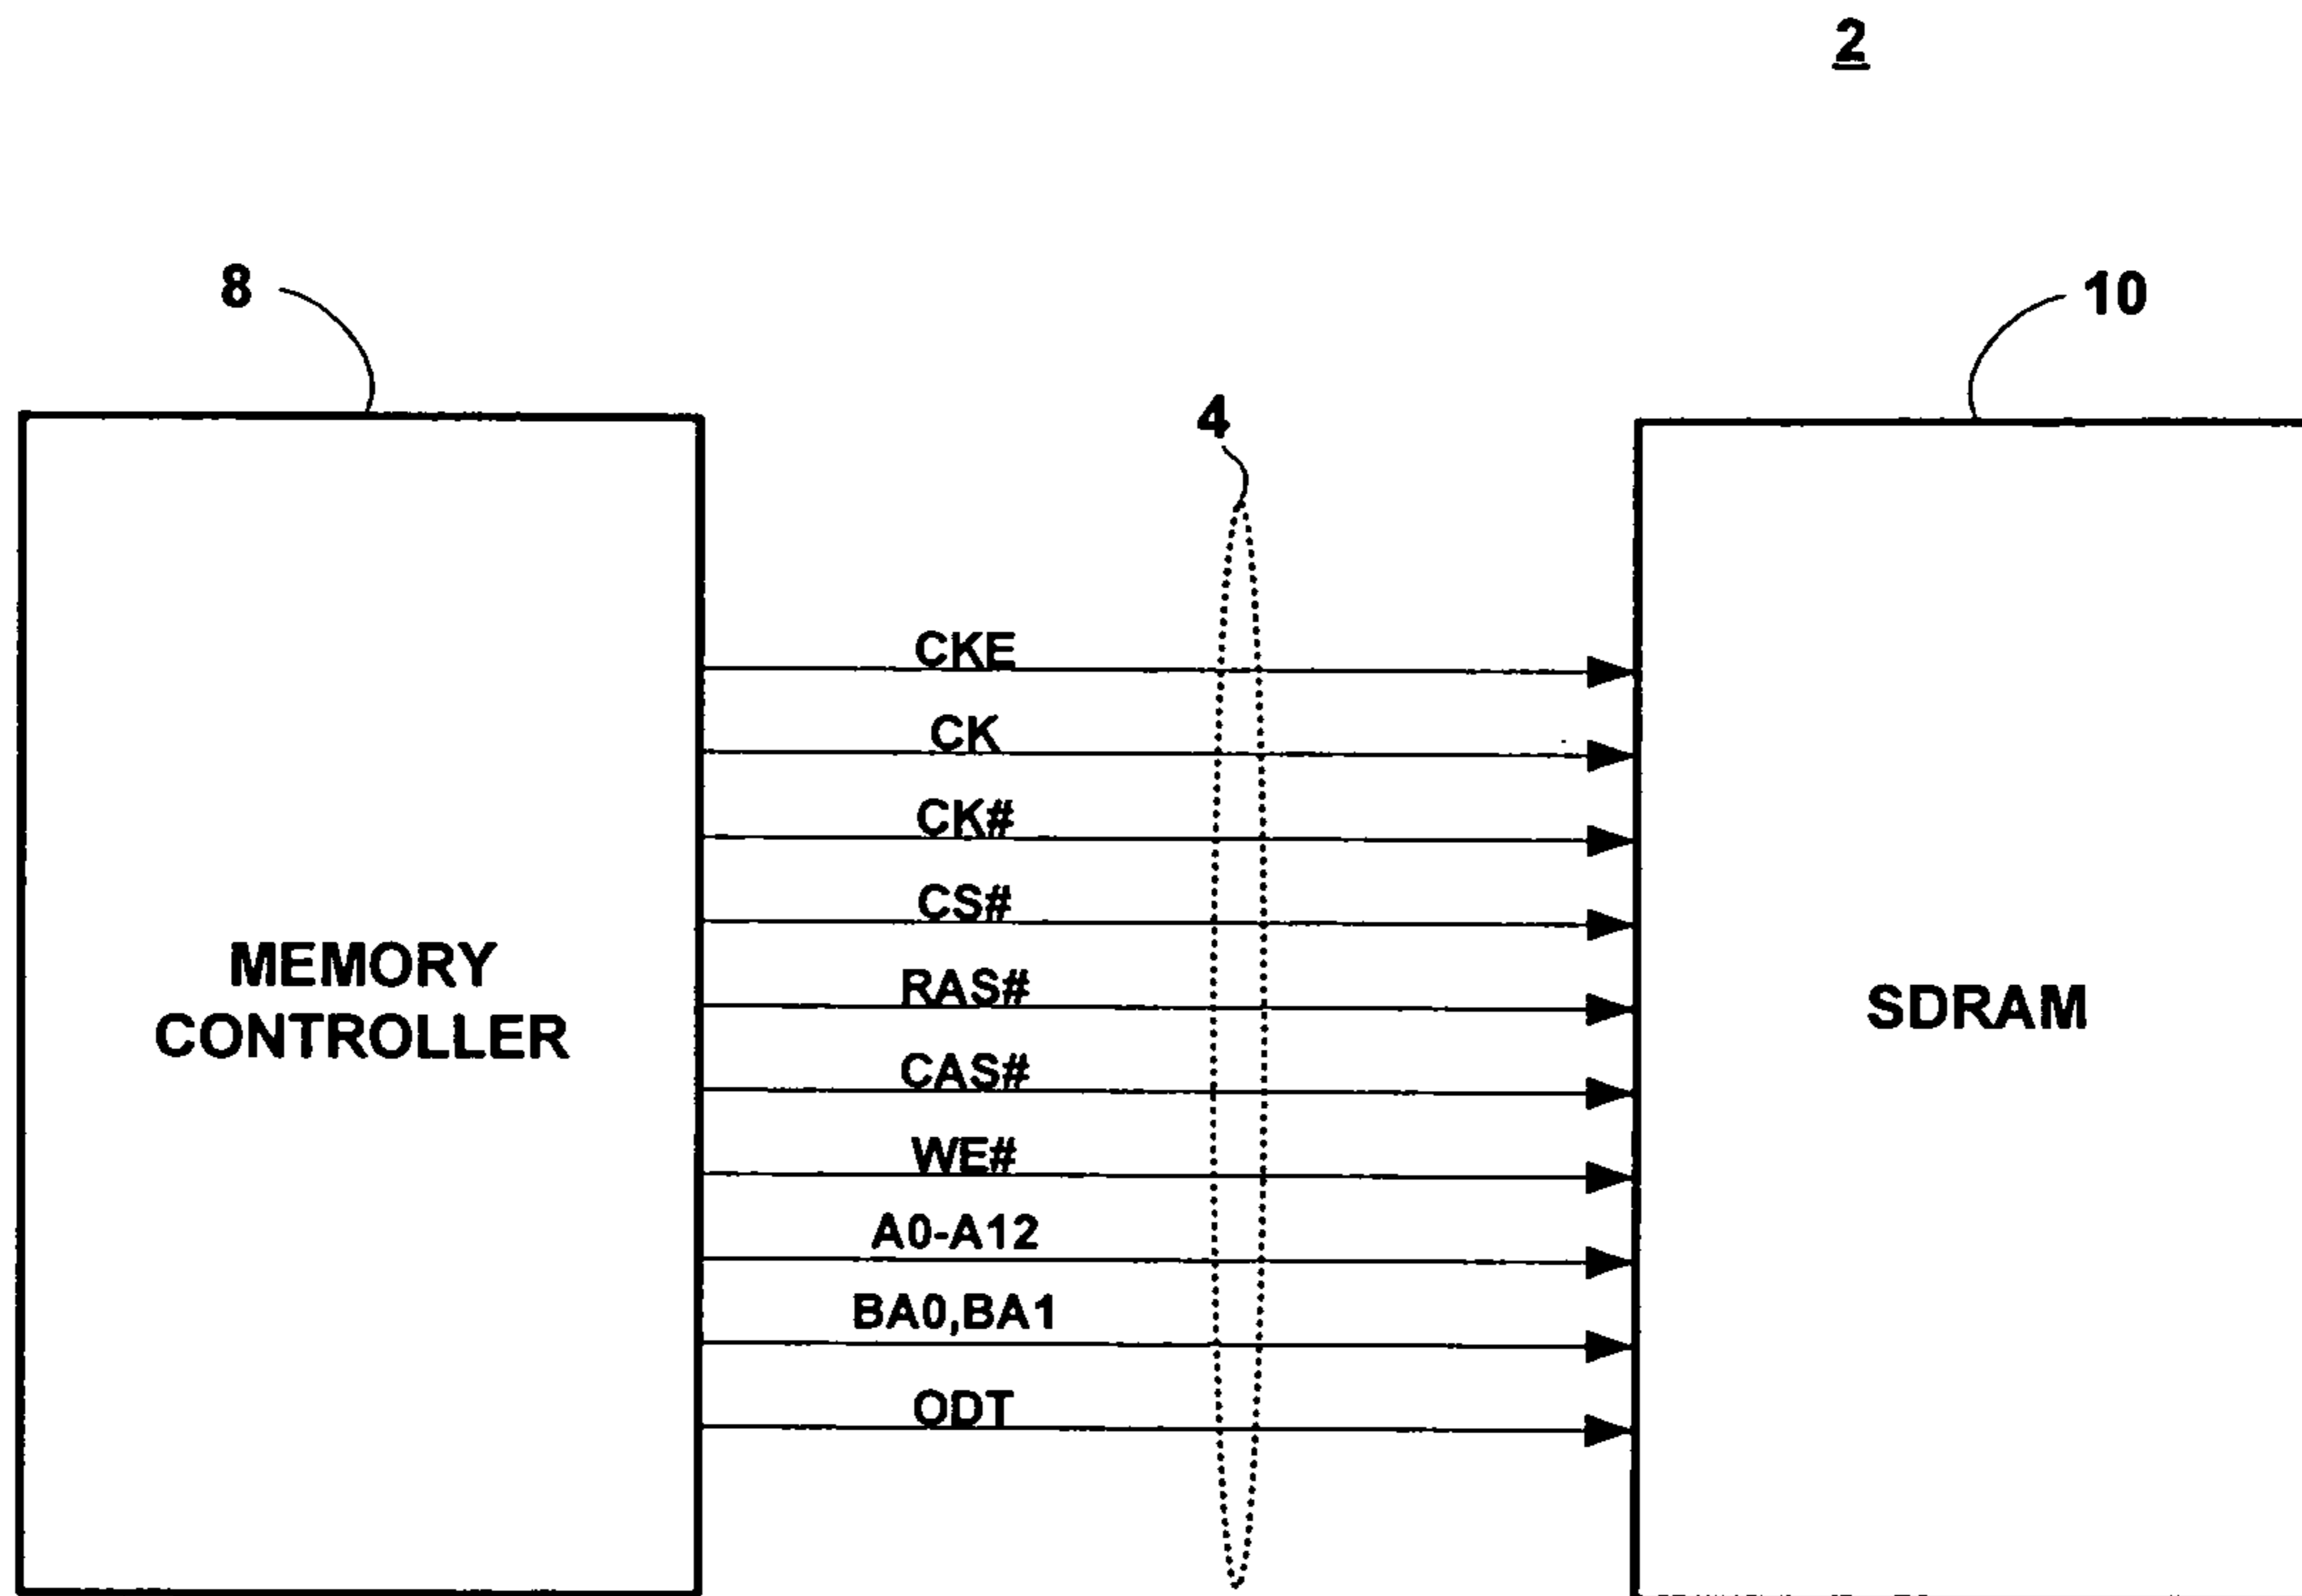 2
8
10
4
CKE
CK
CK#
CS#
MEMORY
CONTROLLER
RAS#
SDRAM
CAS#
WE#
A0-A12
BA0,BA1
ODT